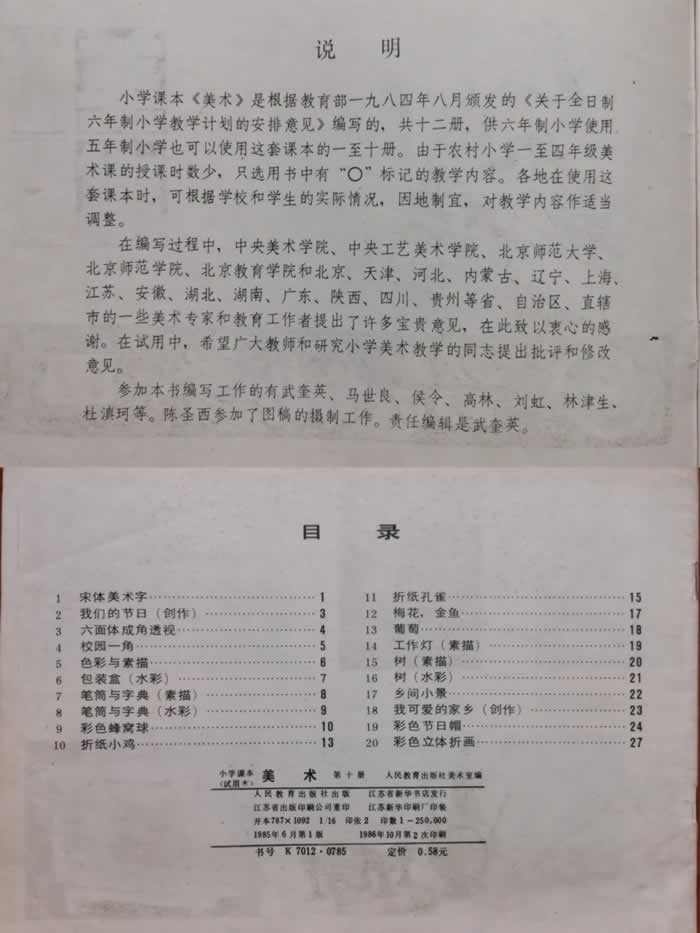 说 明
小学课本《美术》是根据教育部一九八四年八月颁发的《关于全日制
六年制小学教学计划的安排意见》编写的，共十二册，供六年制小学使用
五年制小学也可以使用这套课本的一至十册。由于农村小学一至四年级美
术课的授课时数少，只选用书中有“○”标记的教学内容。各地在使用这
套课本时，可根据学校和学生的实际情况，因地制宜，对教学内容作适当
调整。
在编写过程中，中央美术学院、中央工艺美术学院、北京师范大学、
北京师范学院、北京教育学院和北京、天津、河北、内蒙古、辽宁、上海、
江苏、安徽、湖北、湖南、广东、陕西、四川、贵州等省、自治区、直辖
市的一些美术专家和教育工作者提出了许多宝贵意见，在此致以衷心的感
谢。在试用中，希望广大教师和研究小学美术教学的同志提出批评和修改
意见。
参加本书编写工作的有武奎英、马世良、侯令、高林、刘虹、林津生、
杜滇珂等。陈圣西参加了图稿的摄制工作。责任编辑是武奎英。
目 录
1 宋体美术字…………1
2 我们的节日（创作）…………3
3 六面体成角透视…………4
4 校园一角…………5
5 色彩与素描…………6
6 包装盒（水彩）…………7
7 笔筒与字典（素描）…………8
8 笔筒与字典（水彩）…………9
9 彩色蜂窝球…………10
10 折纸小鸡…………13
11 折纸孔雀…………15
12 梅花、金鱼…………17
13 葡萄…………18
14 工作灯（素描）…………19
15 树（素描）…………20
16 树（水彩）…………21
17 乡间小景…………22
18 我可爱的家乡（创作）…………23
19 彩色节日帽…………24
20 彩色立体折画…………27
小学课本（试用本） 美术 第十册 人民教育出版社美术室编
人民教育出版社出版 江苏省新华书店发行
江苏省出版印刷公司重印 江苏新华印刷厂印装
开本787×1092 1/16 印张2 印数1－250,000
1985年6月第1版 1986年10月第2次印刷
书号 K7012·0785 定价 0.58元